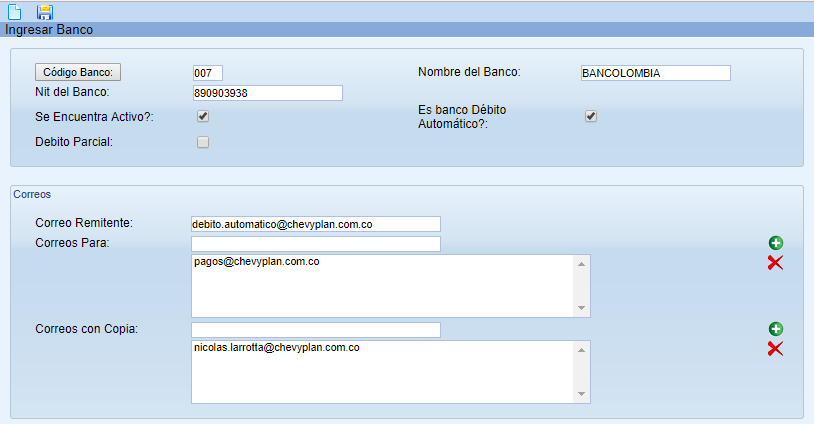 Ingresar Banco
Código Banco: 007 Nombre del Banco: BANCOLOMBIA
Nit del Banco: 890903938
Se Encuentra Activo?: Es banco Débito
Automático?:
Debito Parcial:
Correos
Correo Remitente: debito.automatico@chevyplan.com.co
Correos Para:
pagos@chevyplan.com.co
Correos con Copia:
nicolas.larrotta@chevyplan.com.co